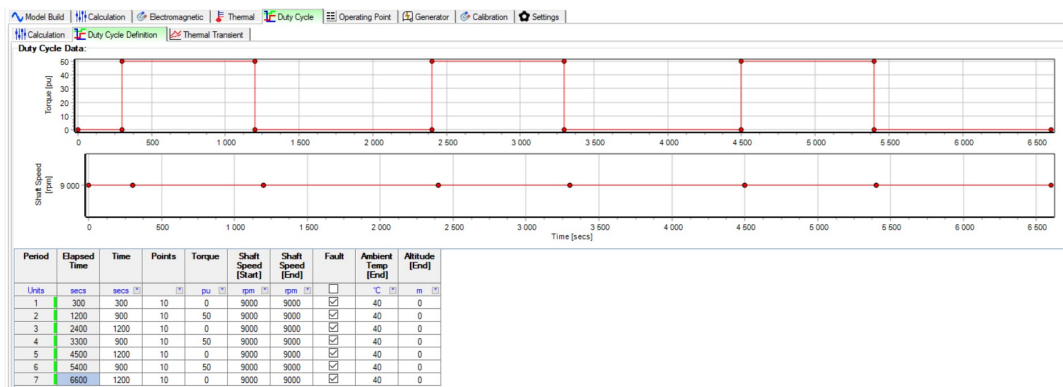 Model Build Calculation Electromagnetic Thermal Duty Cycle Operating Point Generator Calibration Settings
Calculation Duty Cycle Definition Thermal Transient
Duty Cycle Data:
Torque [pu]
60
40
30
20
10
0
0 500 1 000 1 500 2 000 2 500 3 000 3 500 4 000 4 500 5 000 5 500 6 000 6 500
Shaft Speed
[rpm]
9 000
0 500 1 000 1 500 2 000 2 500 3 000 3 500 4 000 4 500 5 000 5 500 6 000 6 500
Time [secs]
Period Elapsed Time Time Points Torque Shaft Speed [Start] Shaft Speed [End] Fault Ambient Temp [End] Altitude [End]
Units secs secs pu rpm rpm °C m
1 300 300 10 0 9000 9000 40 0
2 1200 900 10 50 9000 9000 40 0
3 2400 1200 10 0 9000 9000 40 0
4 3300 900 10 50 9000 9000 40 0
5 4500 1200 10 0 9000 9000 40 0
6 5400 900 10 50 9000 9000 40 0
7 6600 1200 10 0 9000 9000 40 0